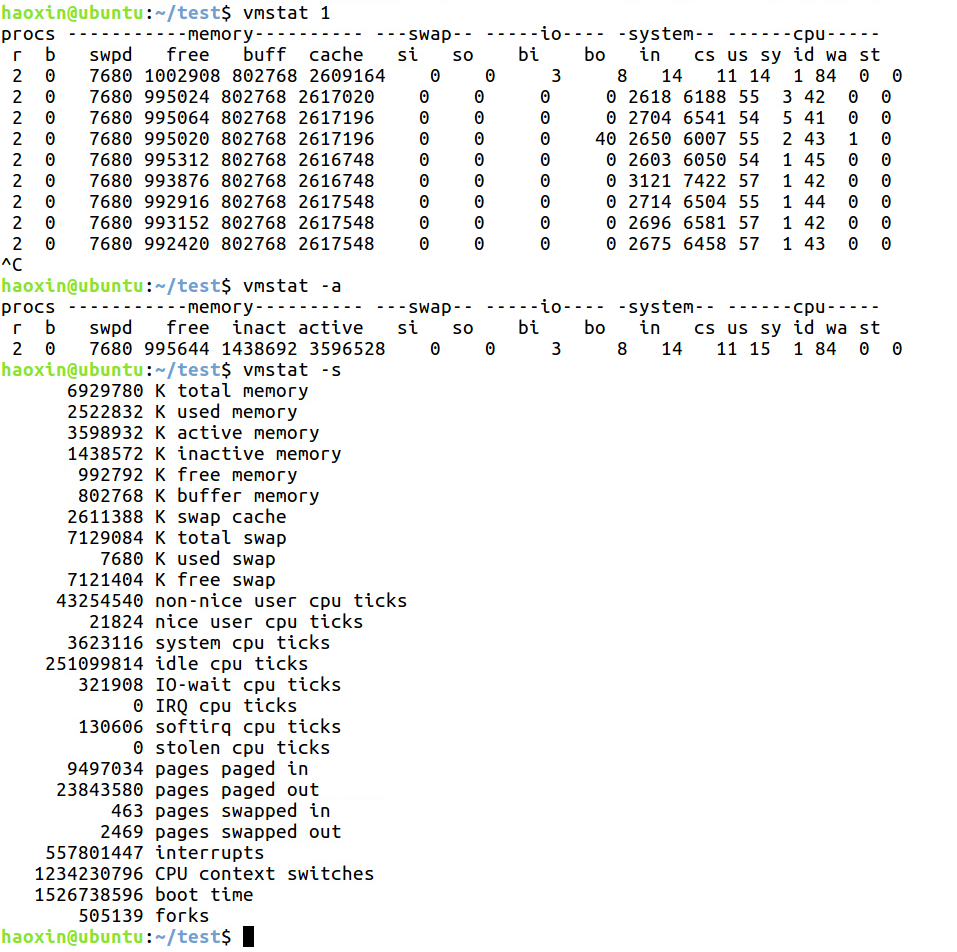 haoxin@ubuntu:~/test$ vmstat 1
procs -----------memory---------- ---swap-- -----io---- -system-- ------cpu-----
 r  b   swpd   free   buff  cache   si   so    bi    bo   in   cs us sy id wa st
 2  0   7680 1002908 802768 2609164    0    0     3     8   14   11 14  1 84  0  0
 2  0   7680 995024 802768 2617020    0    0     0     0 2618 6188 55  3 42  0  0
 2  0   7680 995064 802768 2617196    0    0     0     0 2704 6541 54  5 41  0  0
 2  0   7680 995020 802768 2617196    0    0     0    40 2650 6007 55  2 43  1  0
 2  0   7680 995312 802768 2616748    0    0     0     0 2603 6050 54  1 45  0  0
 2  0   7680 993876 802768 2616748    0    0     0     0 3121 7422 57  1 42  0  0
 2  0   7680 992916 802768 2617548    0    0     0     0 2714 6504 55  1 44  0  0
 2  0   7680 993152 802768 2617548    0    0     0     0 2696 6581 57  1 42  0  0
 2  0   7680 992420 802768 2617548    0    0     0     0 2675 6458 57  1 43  0  0
^C
haoxin@ubuntu:~/test$ vmstat -a
procs -----------memory---------- ---swap-- -----io---- -system-- ------cpu-----
 r  b   swpd   free  inact active   si   so    bi    bo   in   cs us sy id wa st
 2  0   7680 995644 1438692 3596528    0    0     3     8   14   11 15  1 84  0  0
haoxin@ubuntu:~/test$ vmstat -s
      6929780 K total memory
      2522832 K used memory
      3598932 K active memory
      1438572 K inactive memory
       992792 K free memory
       802768 K buffer memory
      2611388 K swap cache
      7129084 K total swap
         7680 K used swap
      7121404 K free swap
     43254540 non-nice user cpu ticks
        21824 nice user cpu ticks
      3623116 system cpu ticks
    251099814 idle cpu ticks
       321908 IO-wait cpu ticks
            0 IRQ cpu ticks
       130606 softirq cpu ticks
            0 stolen cpu ticks
      9497034 pages paged in
     23843580 pages paged out
          463 pages swapped in
         2469 pages swapped out
    557801447 interrupts
   1234230796 CPU context switches
   1526738596 boot time
       505139 forks
haoxin@ubuntu:~/test$